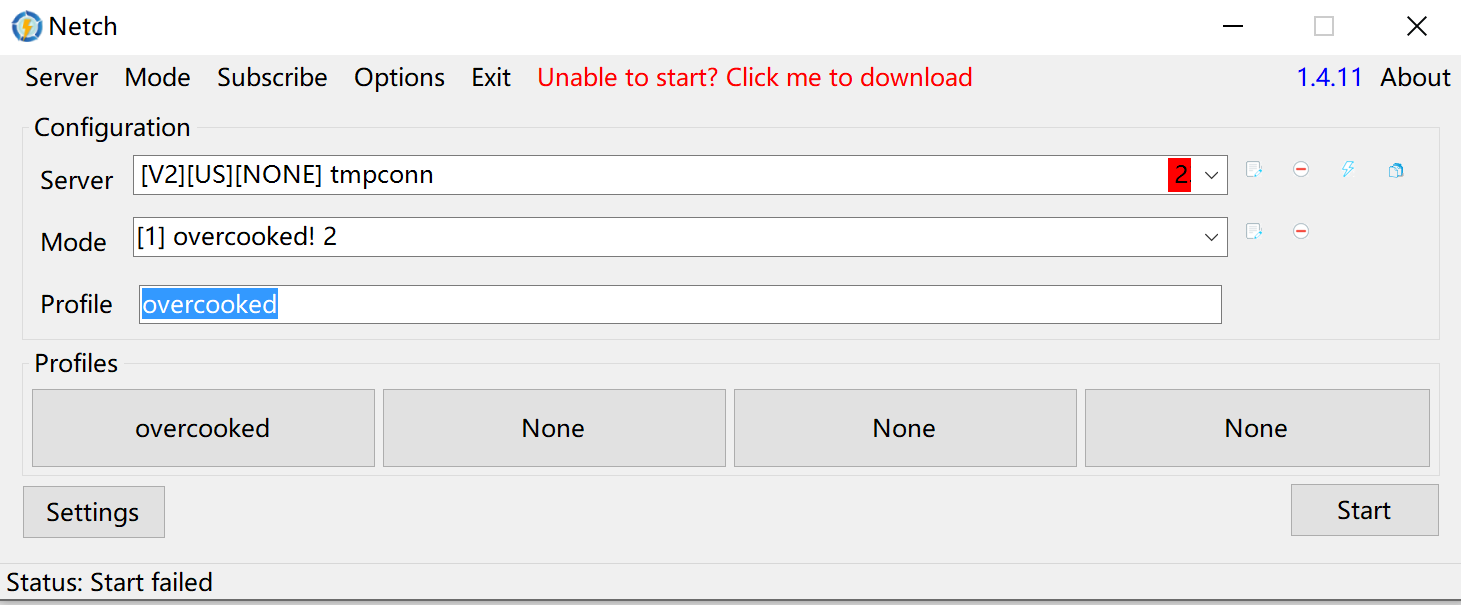 Netch
Server Mode Subscribe Options Exit Unable to start? Click me to download 1.4.11 About
Configuration
Server [V2][US][NONE] tmpconn 2
Mode [1] overcooked! 2
Profile overcooked
Profiles
overcooked None None None
Settings Start
Status: Start failed